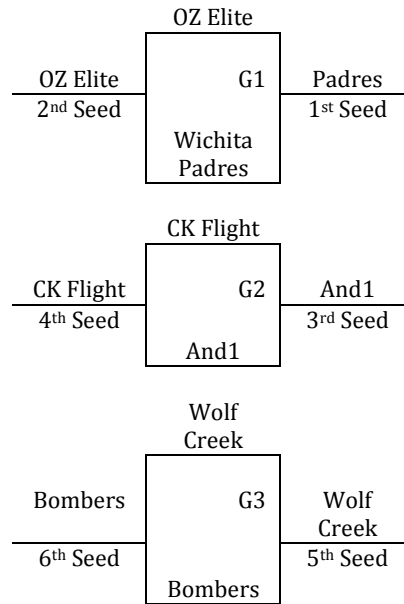 OZ Elite
OZ Elite G1 Padres
2nd Seed 1st Seed
Wichita
Padres
CK Flight
CK Flight G2 And1
4th Seed 3rd Seed
And1
Wolf
Creek
Bombers G3 Wolf
Creek
6th Seed 5th Seed
Bombers